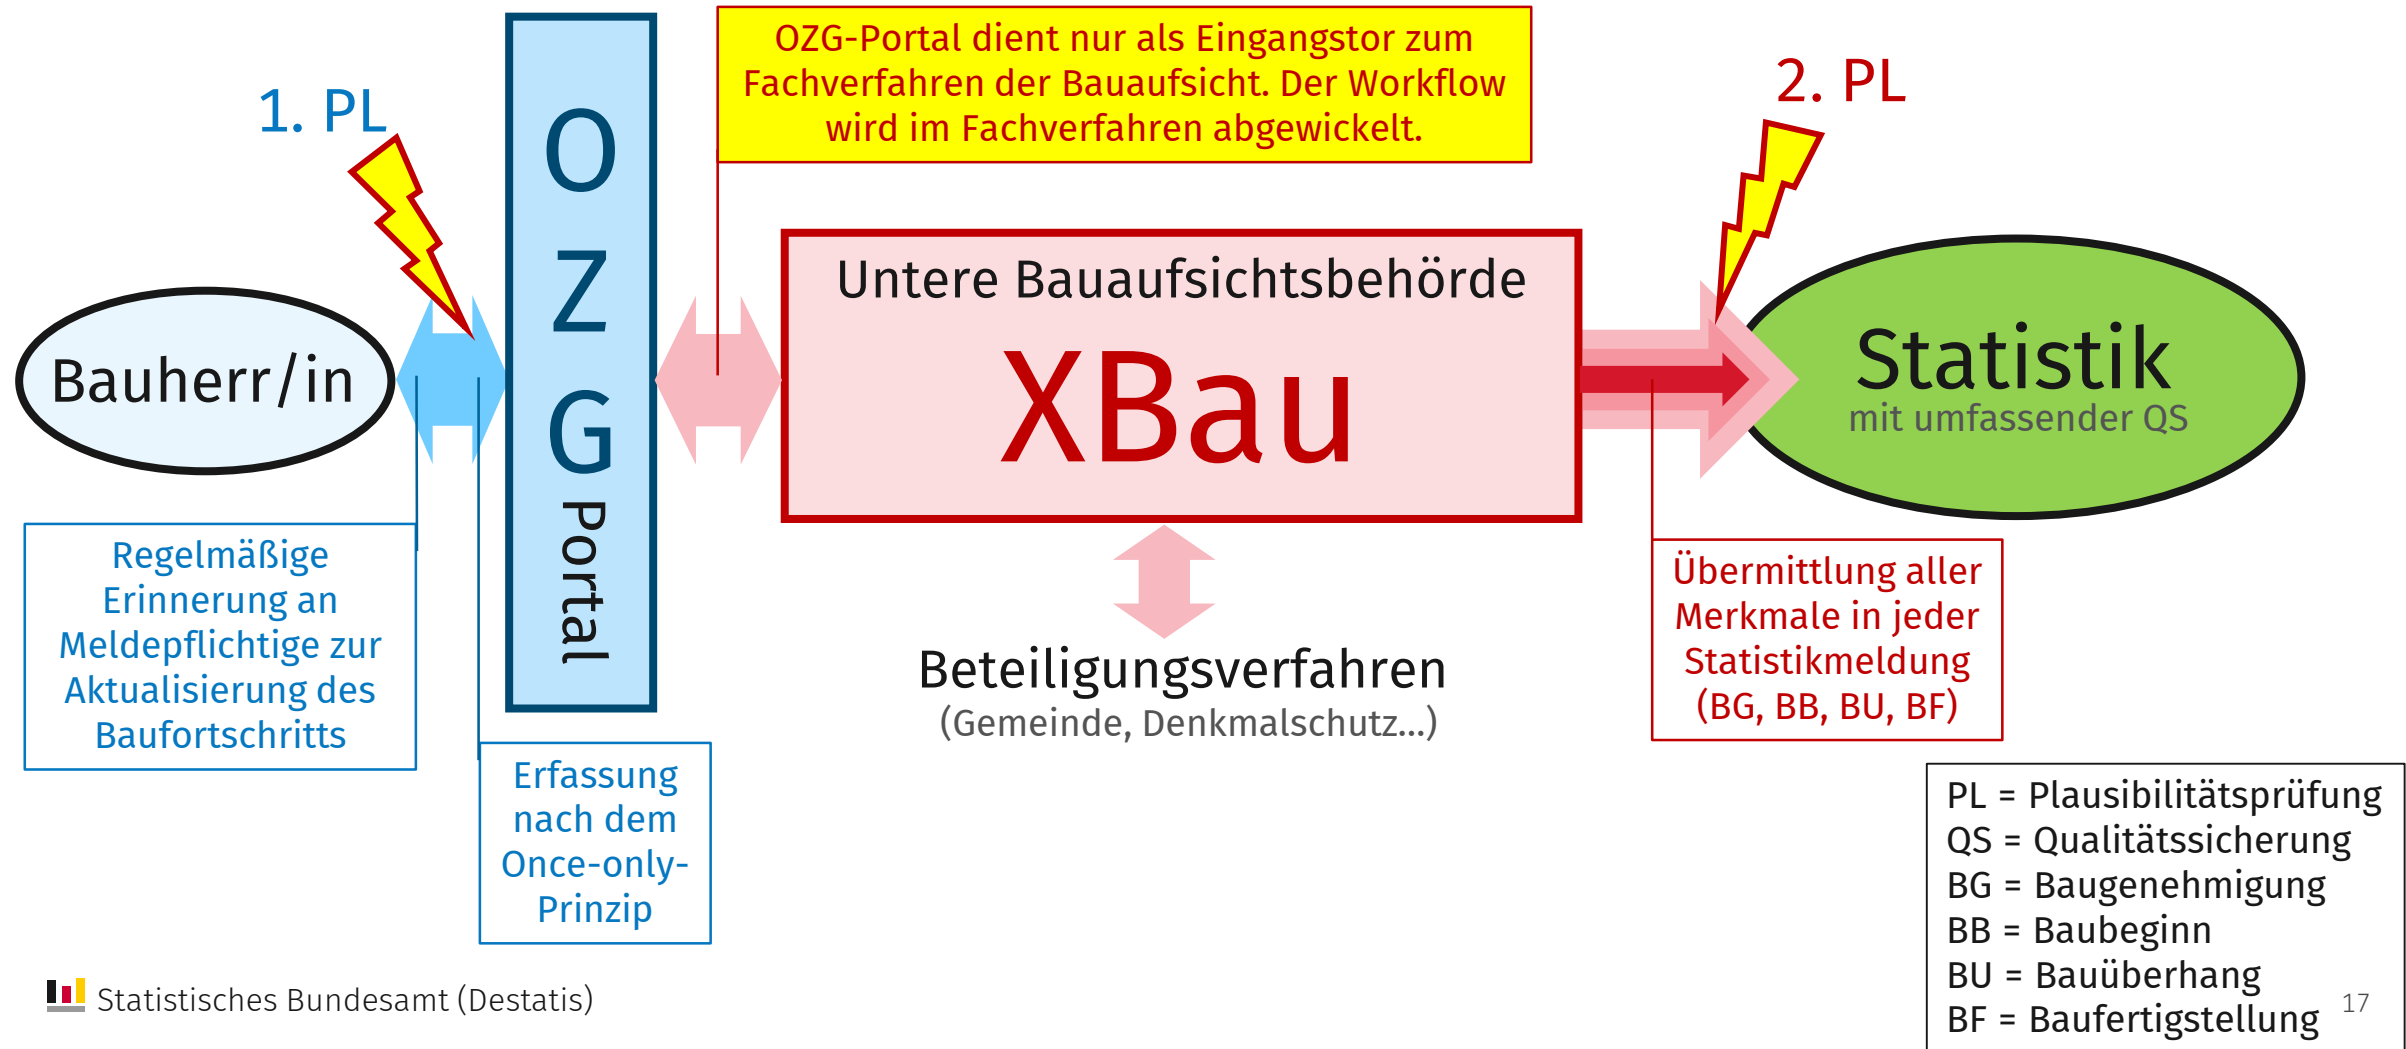 OZG-Portal dient nur als Eingangstor zum
Fachverfahren der Bauaufsicht. Der Workflow
wird im Fachverfahren abgewickelt.
1. PL
2. PL
Bauherr/in
O
Z
G
Portal
Untere Bauaufsichtsbehörde
XBau
Statistik
mit umfassender QS
Regelmäßige
Erinnerung an
Meldepflichtige zur
Aktualisierung des
Baufortschritts
Erfassung
nach dem
Once-only-
Prinzip
Beteiligungsverfahren
(Gemeinde, Denkmalschutz...)
Übermittlung aller
Merkmale in jeder
Statistikmeldung
(BG, BB, BU, BF)
PL = Plausibilitätsprüfung
QS = Qualitätssicherung
BG = Baugenehmigung
BB = Baubeginn
BU = Bauüberhang
BF = Baufertigstellung
Statistisches Bundesamt (Destatis)
17